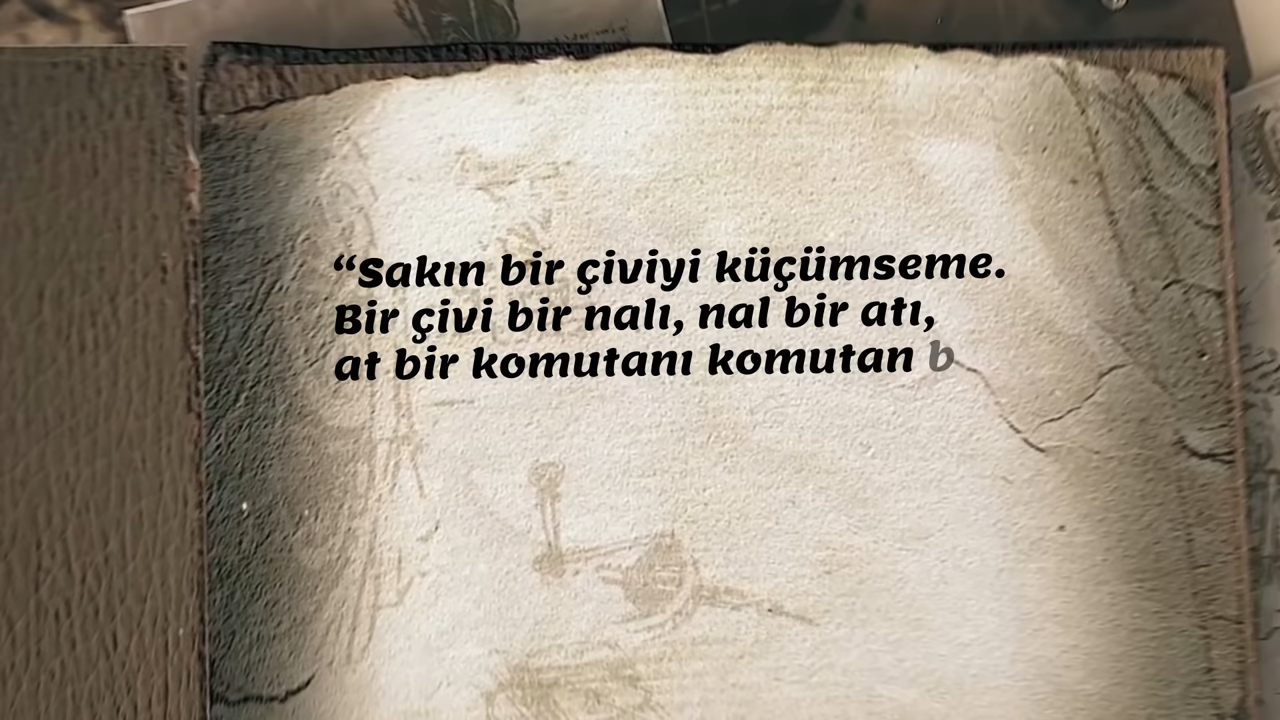 “Sakın bir çiviyi küçümseme.
Bir çivi bir nalı, nal bir atı,
at bir komutanı komutan b